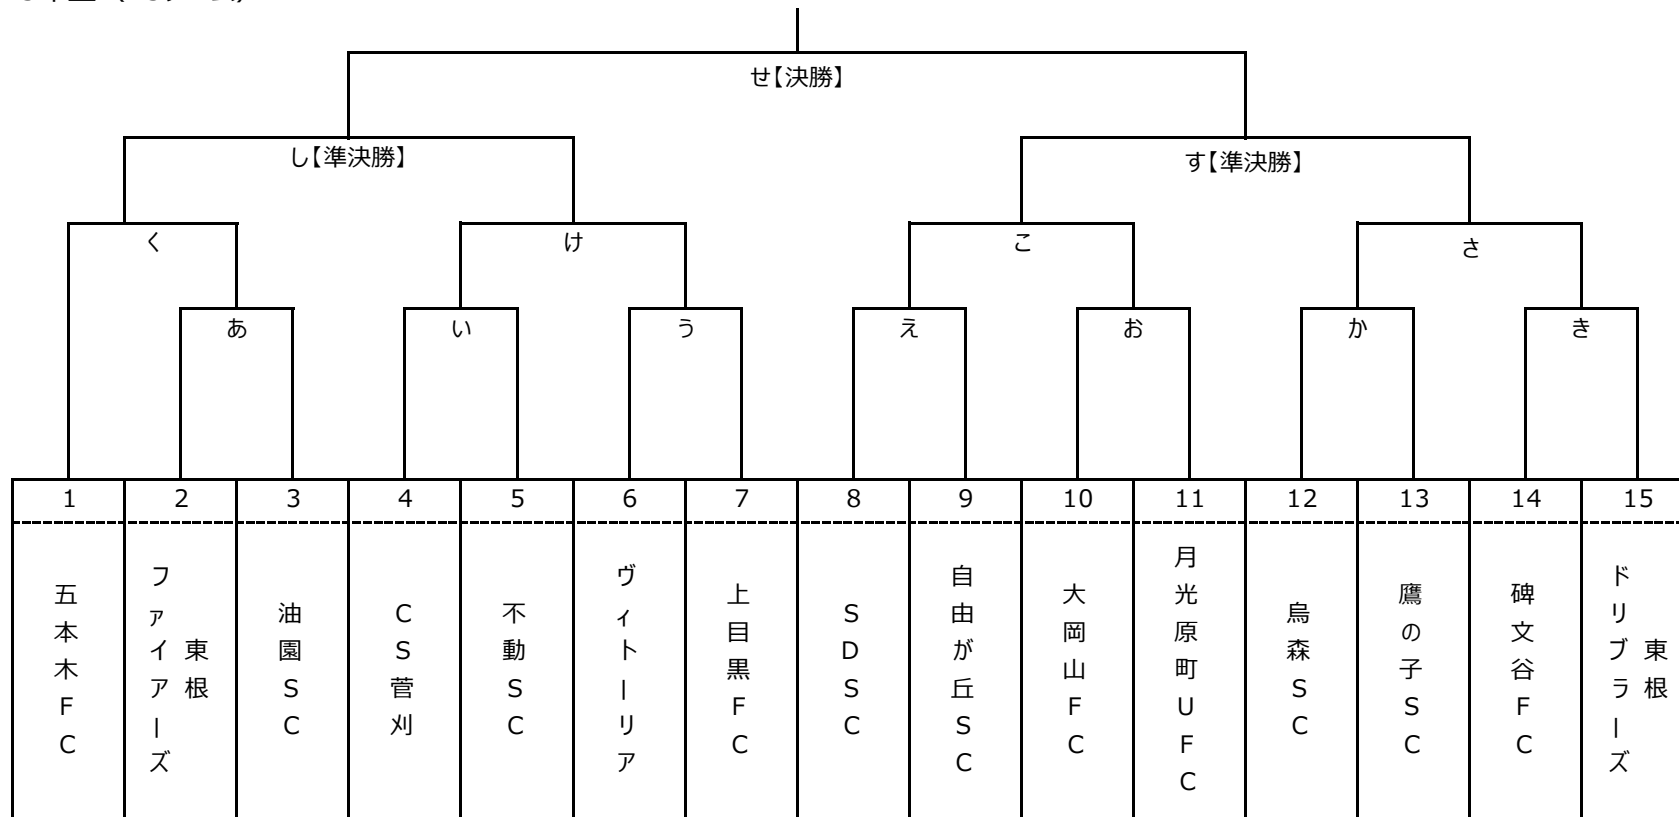 せ【決勝】
し【準決勝】
す【準決勝】
く
け
こ
さ
あ
い
う
え
お
か
き
1
2
3
4
5
6
7
8
9
10
11
12
13
14
15
五本木FC
東根
ファイアーズ
油園SC
CS菅刈
不動SC
ヴィトーリア
上目黒FC
SDSC
自由が丘SC
大岡山FC
月光原町UFC
烏森SC
鷹の子SC
碑文谷FC
東根
ドリブラーズ